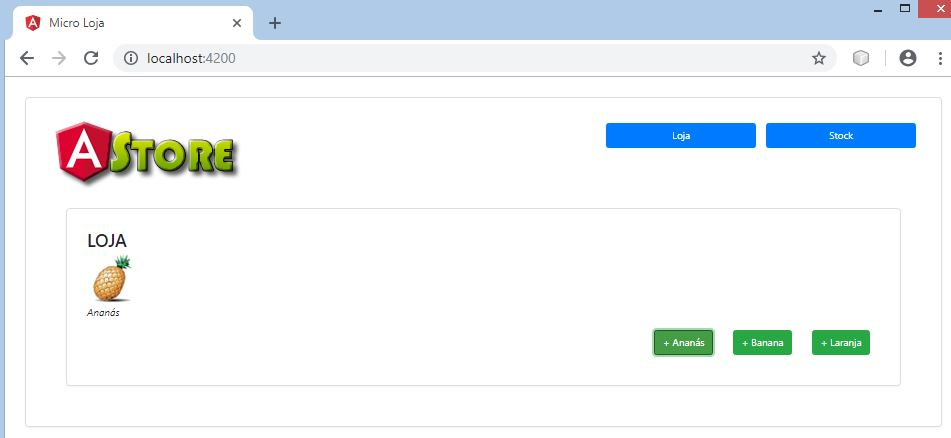 Micro Loja
localhost:4200
A STORE
Loja
Stock
LOJA
Ananás
+ Ananás
+ Banana
+ Laranja